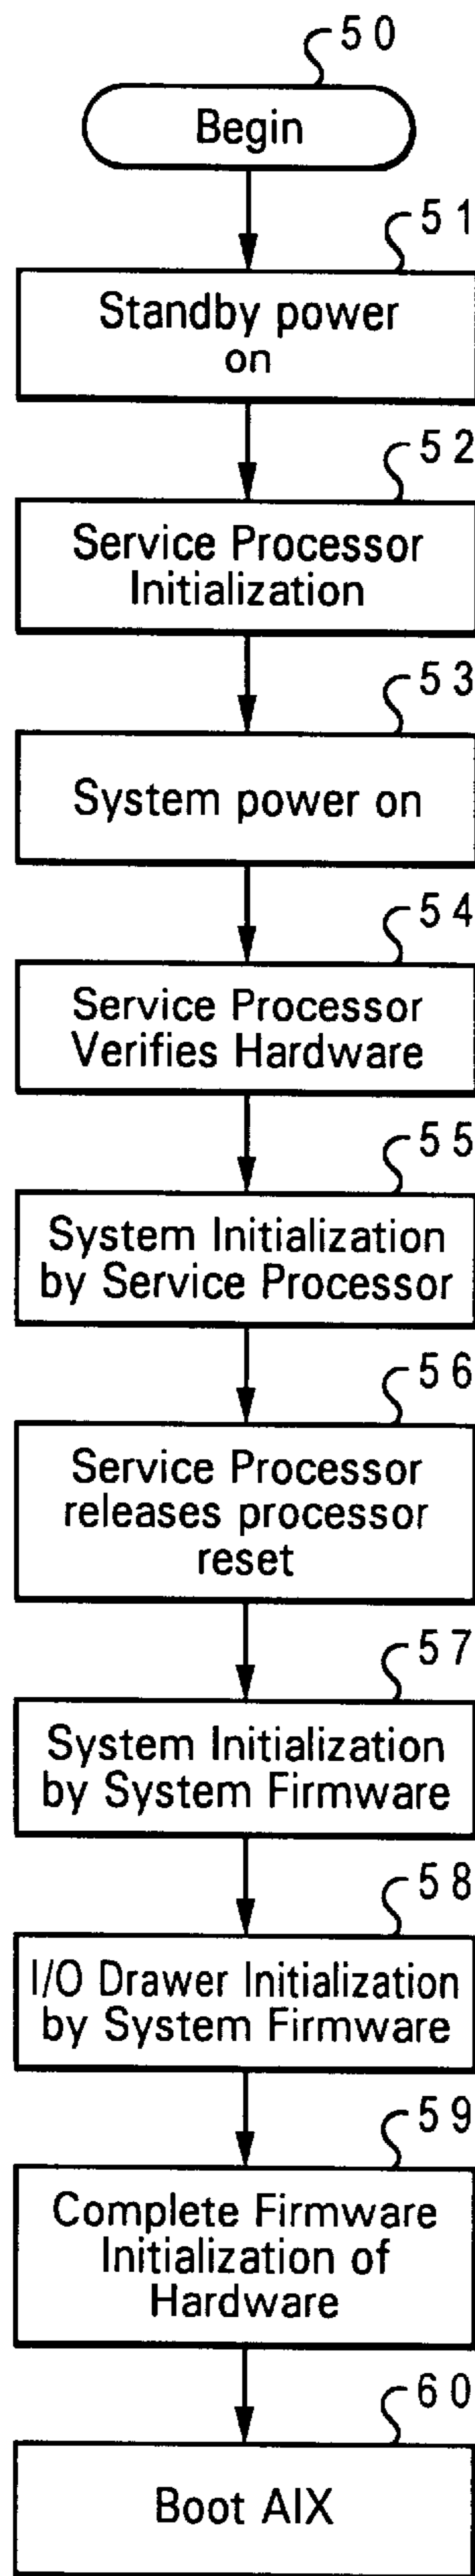 50
Begin
51
Standby power
on
52
Service Processor
Initialization
53
System power on
54
Service Processor
Verifies Hardware
55
System Initialization
by Service Processor
56
Service Processor
releases processor
reset
57
System Initialization
by System Firmware
58
I/O Drawer Initialization
by System Firmware
59
Complete Firmware
Initialization of
Hardware
60
Boot AIX